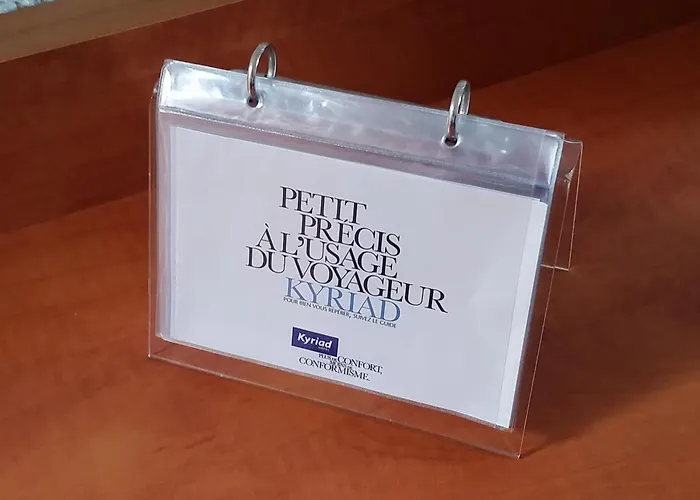 PETIT
PRÉCIS
À L'USAGE
DU VOYAGEUR
KYRIAD
POUR BIEN VOUS REPÉRER, SUIVEZ LE GUIDE
Kyriad
PLUS DE CONFORT,
MOINS DE
CONFORMISME.